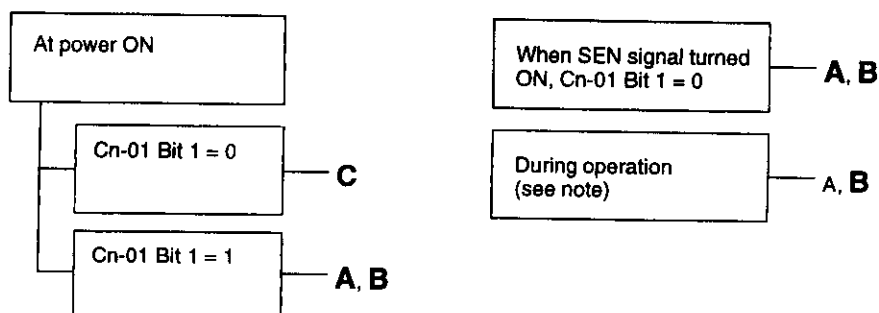 At power ON
Cn-01 Bit 1 = 0
C
Cn-01 Bit 1 = 1
A, B
When SEN signal turned
ON, Cn-01 Bit 1 = 0
A, B
During operation
(see note)
A, B